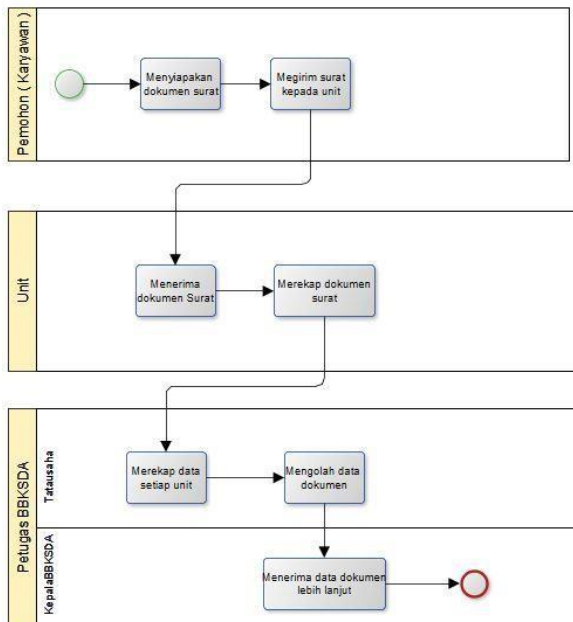 Pemohon ( Karyawan )
Menyiapakan
dokumen surat
Megirim surat
kepada unit
Unit
Menerima
dokumen Surat
Merekap dokumen
surat
Petugas BBKSDA
Tatausaha
Merekap data
setiap unit
Mengolah data
dokumen
KepalaBBKSDA
Menerima data dokumen
lebih lanjut